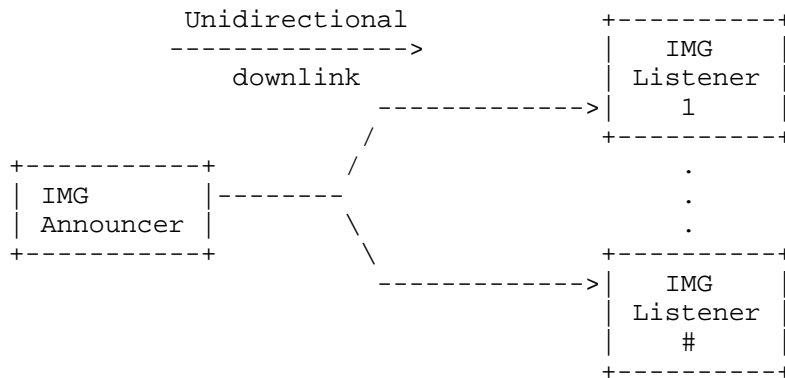 Unidirectional
--------------->
downlink
+----------+
| IMG |
| Listener |
------------->| 1 |
/ +----------+
+-----------+ / .
| IMG |-------- .
| Announcer | \ .
+-----------+ \ +----------+
------------->| IMG |
| Listener |
| # |
+----------+